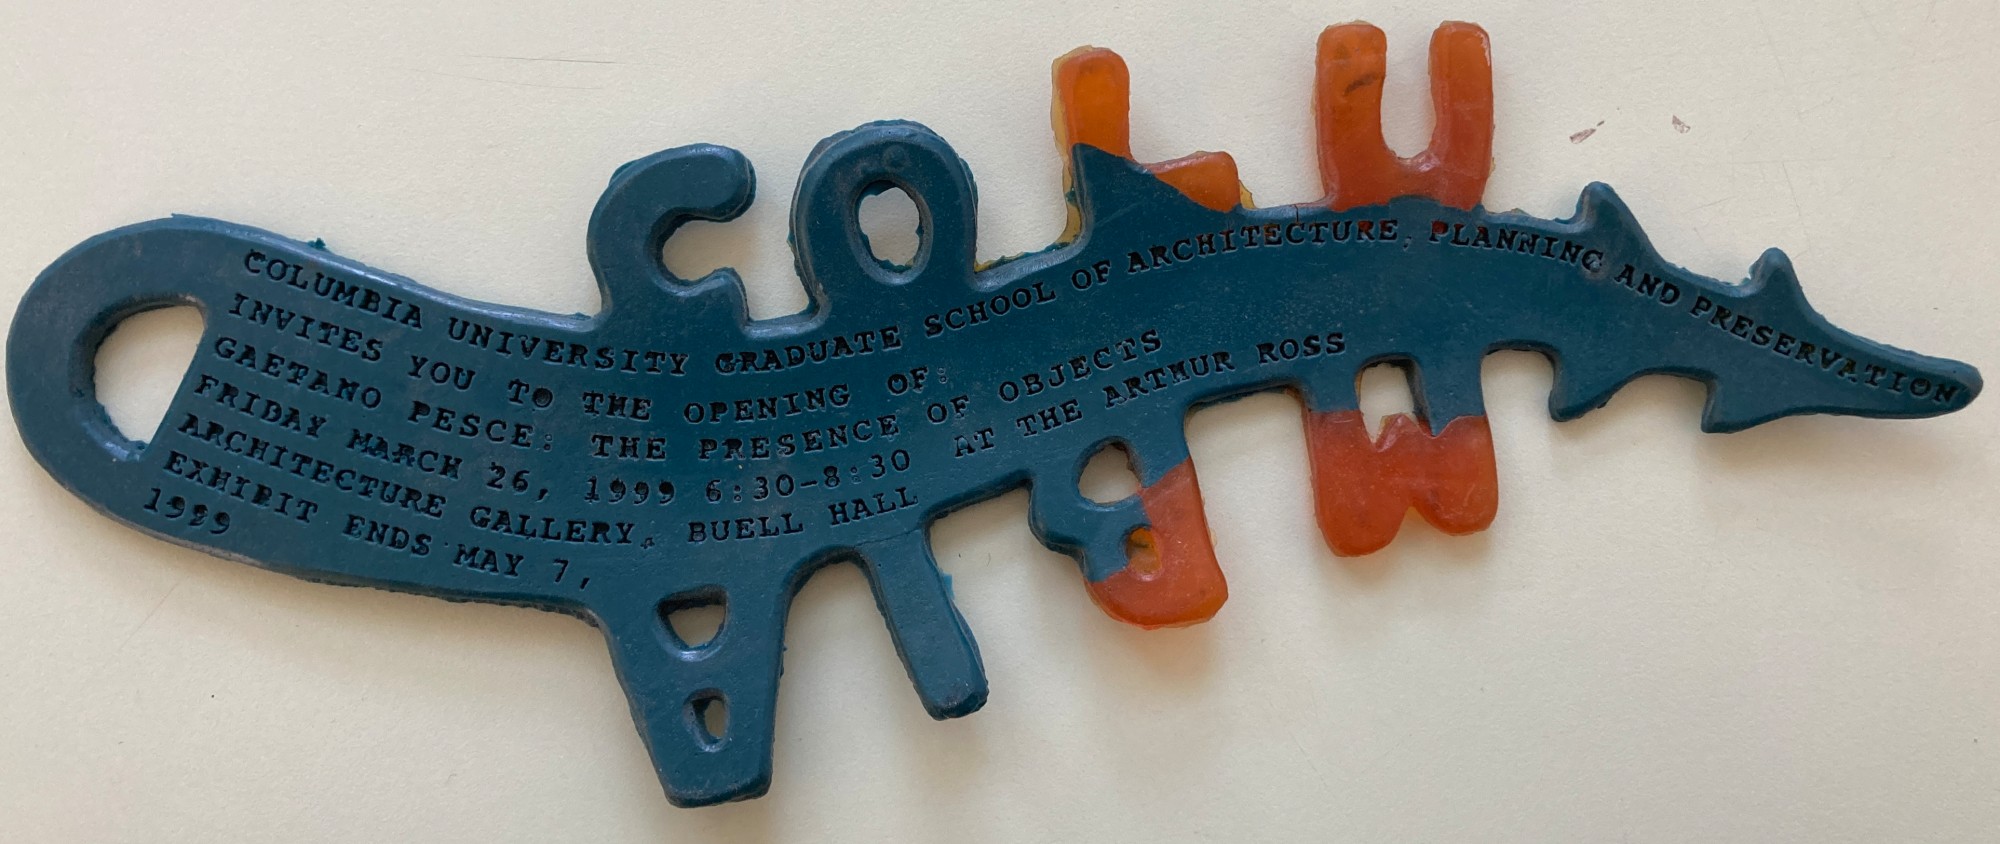 COLU
COLUMBIA UNIVERSITY GRADUATE SCHOOL OF ARCHITECTURE, PLANNING AND PRESERVATION
INVITES YOU TO THE OPENING OF:
GAETANO PESCE: THE PRESENCE OF OBJECTS
FRIDAY MARCH 26, 1999 6:30-8:30 AT THE ARTHUR ROSS
ARCHITECTURE GALLERY, BUELL HALL
EXHIBIT ENDS MAY 7,
1999
AIBM